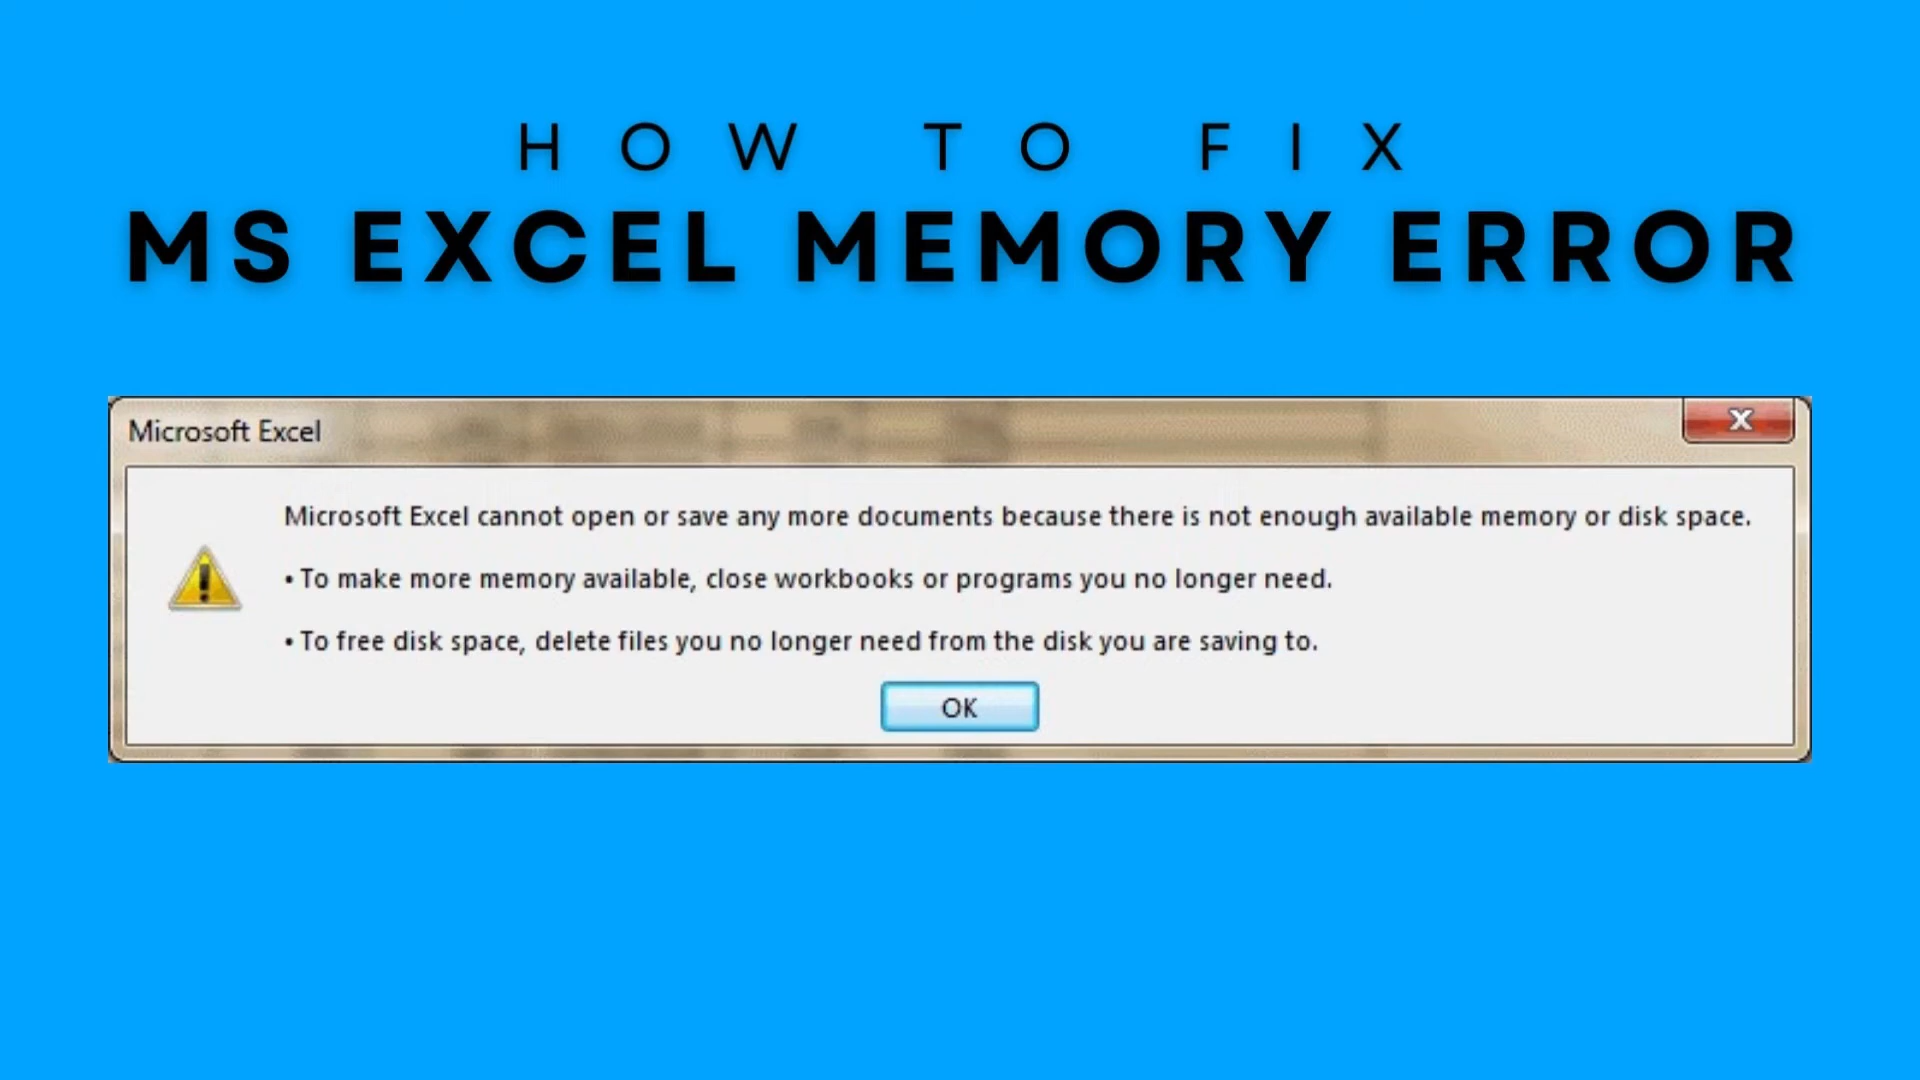 HOW TO FIX
MS EXCEL MEMORY ERROR
Microsoft Excel
X
Microsoft Excel cannot open or save any more documents because there is not enough available memory or disk space.
• To make more memory available, close workbooks or programs you no longer need.
• To free disk space, delete files you no longer need from the disk you are saving to.
OK